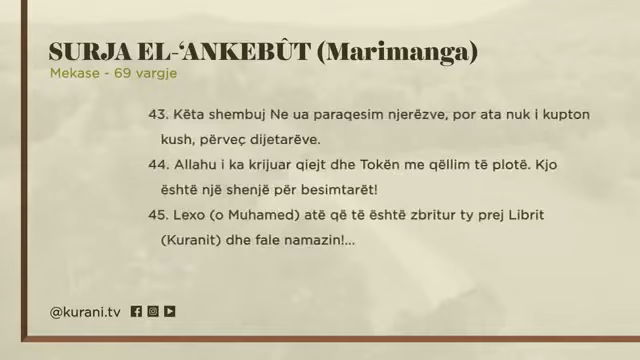 SURJA EL-‘ANKEBÛT (Marimanga)
Mekase - 69 vargje
43. Këta shembuj Ne ua paraqesim njerëzve, por ata nuk i kupton
kush, përveç dijetarëve.
44. Allahu i ka krijuar qiejt dhe Tokën me qëllim të plotë. Kjo
është një shenjë për besimtarët!
45. Lexo (o Muhamed) atë që të është zbritur ty prej Librit
(Kuranit) dhe fale namazin!...
@kurani.tv